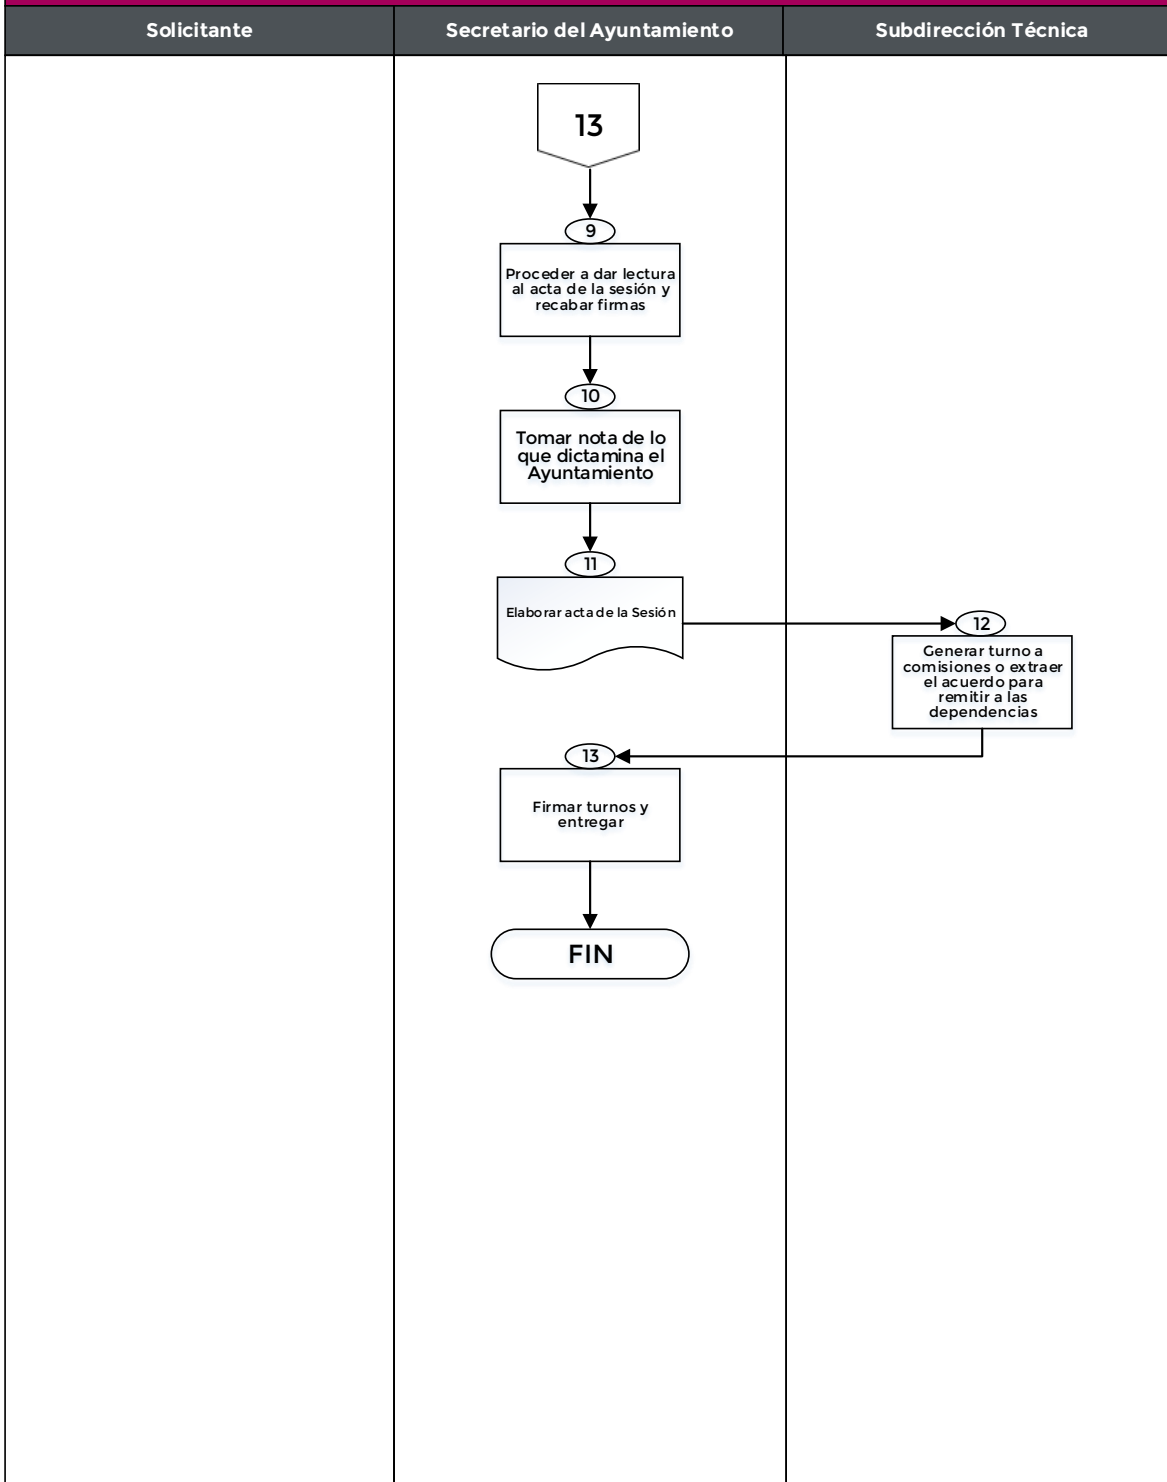 Solicitante
Secretario del Ayuntamiento
Subdirección Técnica
13
9
Proceder a dar lectura
al acta de la sesión y
recabar firmas
10
Tomar nota de lo
que dictamina el
Ayuntamiento
11
Elaborar acta de la Sesión
12
Generar turno a
comisiones o extraer
el acuerdo para
remitir a las
dependencias
13
Firmar turnos y
entregar
FIN